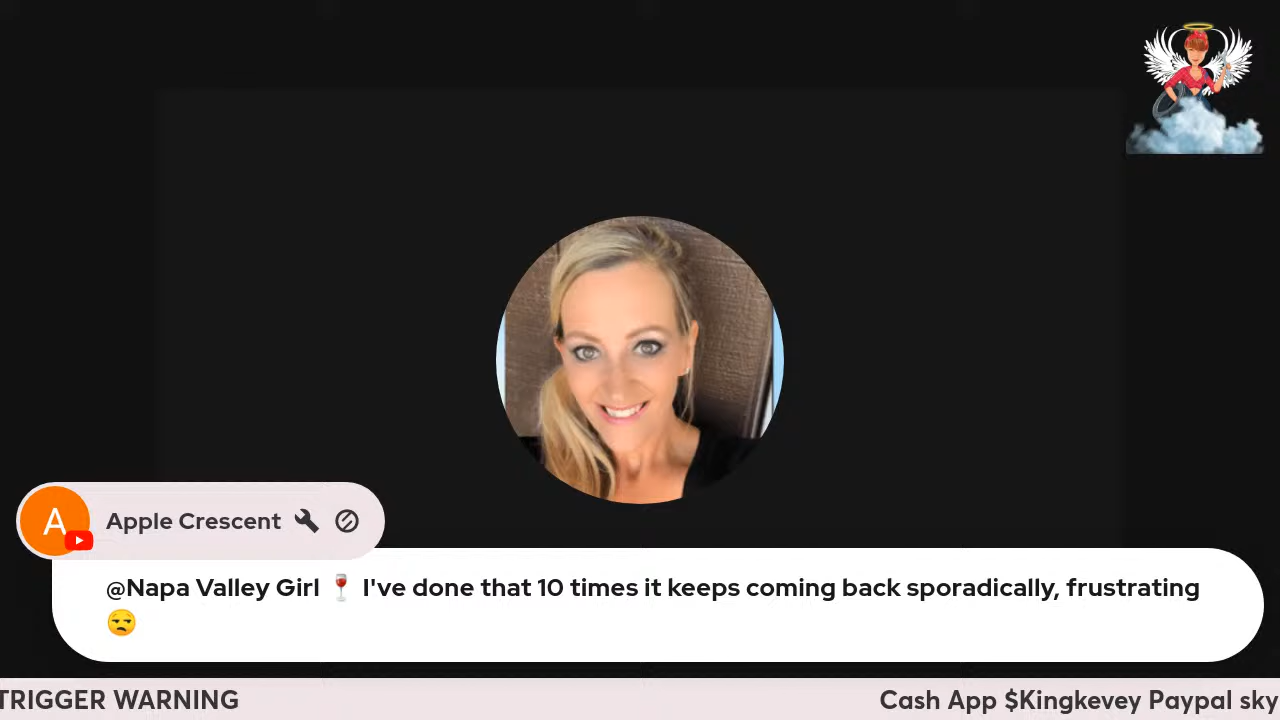 A Apple Crescent
@Napa Valley Girl 🍷 I've done that 10 times it keeps coming back sporadically, frustrating
😒
TRIGGER WARNING Cash App $Kingkevey Paypal sky